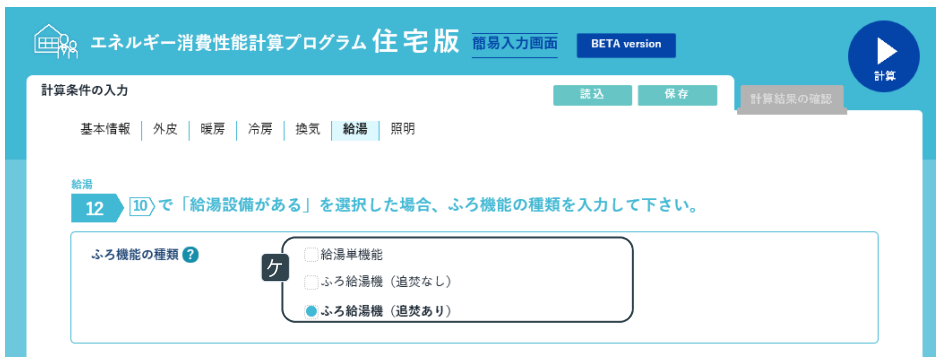 エネルギー消費性能計算プログラム 住宅版 簡易入力画面 BETA version
計算
計算条件の入力 読込 保存 計算結果の確認
基本情報 外皮 暖房 冷房 換気 給湯 照明
給湯
12 10 で「給湯設備がある」を選択した場合、ふろ機能の種類を入力して下さい。
ふろ機能の種類 ? ケ 給湯単機能
ふろ給湯機（追焚なし）
ふろ給湯機（追焚あり）